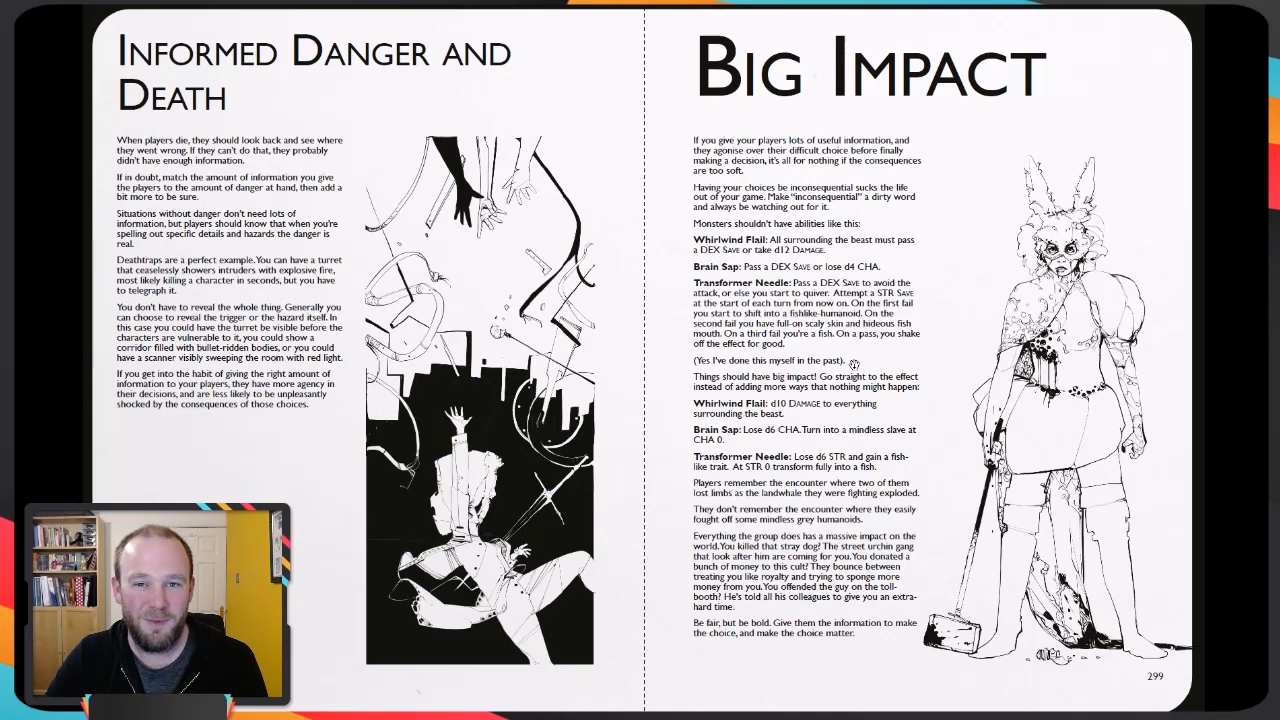 Informed Danger and
Death
When players die, they should look back and see where
they went wrong. If they can't do that, they probably
didn't have enough information.
If in doubt, match the amount of information you give
the players to the amount of danger at hand, then add a
bit more to be sure.
Situations without danger don't need lots of
information, but players should know that when you're
spelling out specific details and hazards the danger is
real.
Deathtraps are a perfect example. You can have a turret
that ceaselessly showers intruders with explosive fire,
most likely killing a character in seconds, but you have
to telegraph it.
You don't have to reveal the whole thing. Generally you
can choose to reveal the trigger or the hazard itself. In
this case you could have the turret be visible before the
characters are vulnerable to it, you could show a
corridor filled with bullet-ridden bodies, or you could
have a scanner visibly sweeping the room with red light.
If you get into the habit of giving the right amount of
information to your players, they have more agency in
their decisions, and are less likely to be unpleasantly
shocked by the consequences of those choices.
Big Impact
If you give your players lots of useful information, and
they agonise over their difficult choice before finally
making a decision, it's all for nothing if the consequences
are too soft.
Having your choices be inconsequential sucks the life
out of your game. Make "inconsequential" a dirty word
and always be watching out for it.
Monsters shouldn't have abilities like this:
Whirlwind Flail: All surrounding the beast must pass
a DEX Save or take d12 Damage.
Brain Sap: Pass a DEX Save or lose d4 CHA.
Transformer Needle: Pass a DEX Save to avoid the
attack, or else you start to quiver. Attempt a STR Save
at the start of each turn from now on. On the first fail
you start to shift into a fishlike-humanoid. On the
second fail you have full-on scaly skin and hideous fish
mouth. On a third fail you're a fish. On a pass, you shake
off the effect for good.
(Yes I've done this myself in the past).
Things should have big impact! Go straight to the effect
instead of adding more ways that nothing might happen:
Whirlwind Flail: d10 Damage to everything
surrounding the beast.
Brain Sap: Lose d6 CHA. Turn into a mindless slave at
CHA 0.
Transformer Needle: Lose d6 STR and gain a fish-
like trait. At STR 0 transform fully into a fish.
Players remember the encounter where two of them
lost limbs as the landwhale they were fighting exploded.
They don't remember the encounter where they easily
fought off some mindless grey humanoids.
Everything the group does has a massive impact on the
world. You killed that stray dog? The street urchin gang
that look after him are coming for you. You donated a
bunch of money to this cult? They bounce between
treating you like royalty and trying to sponge more
money from you. You offended the guy on the toll-
booth? He's told all his colleagues to give you an extra-
hard time.
Be fair, but be bold. Give them the information to make
the choice, and make the choice matter.
299